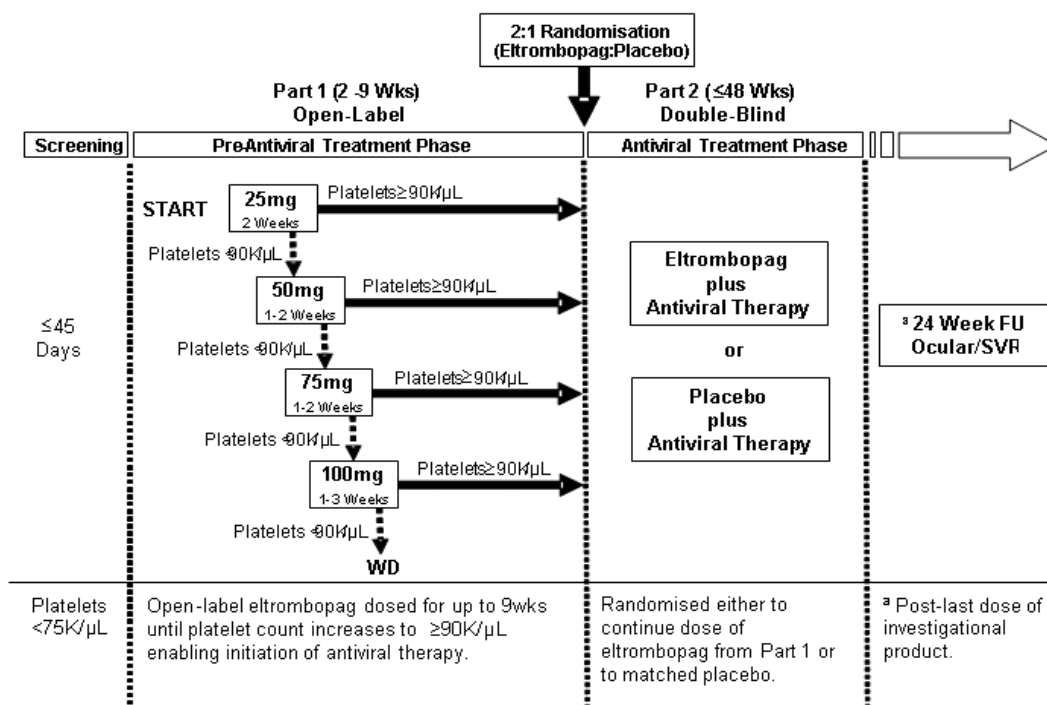 2:1 Randomisation
(Eltrombopag:Placebo)
Part 1 (2 -9 Wks)
Open-Label
Part 2 (≤48 Wks)
Double-Blind
Screening
Pre-Antiviral Treatment Phase
Antiviral Treatment Phase
START
25mg
2 Weeks
Platelets≥90K/µL
Platelets <90K/µL
50mg
1-2 Weeks
Platelets≥90K/µL
Platelets <90K/µL
75mg
1-2 Weeks
Platelets≥90K/µL
Platelets <90K/µL
100mg
1-3 Weeks
Platelets≥90K/µL
Platelets <90K/µL
WD
≤45
Days
Eltrombopag
plus
Antiviral Therapy
or
Placebo
plus
Antiviral Therapy
ª 24 Week FU
Ocular/SVR
Platelets
<75K/µL
Open-label eltrombopag dosed for up to 9wks
until platelet count increases to ≥90K/µL
enabling initiation of antiviral therapy.
Randomised either to
continue dose of
eltrombopag from Part 1 or
to matched placebo.
ª Post-last dose of
investigational
product.